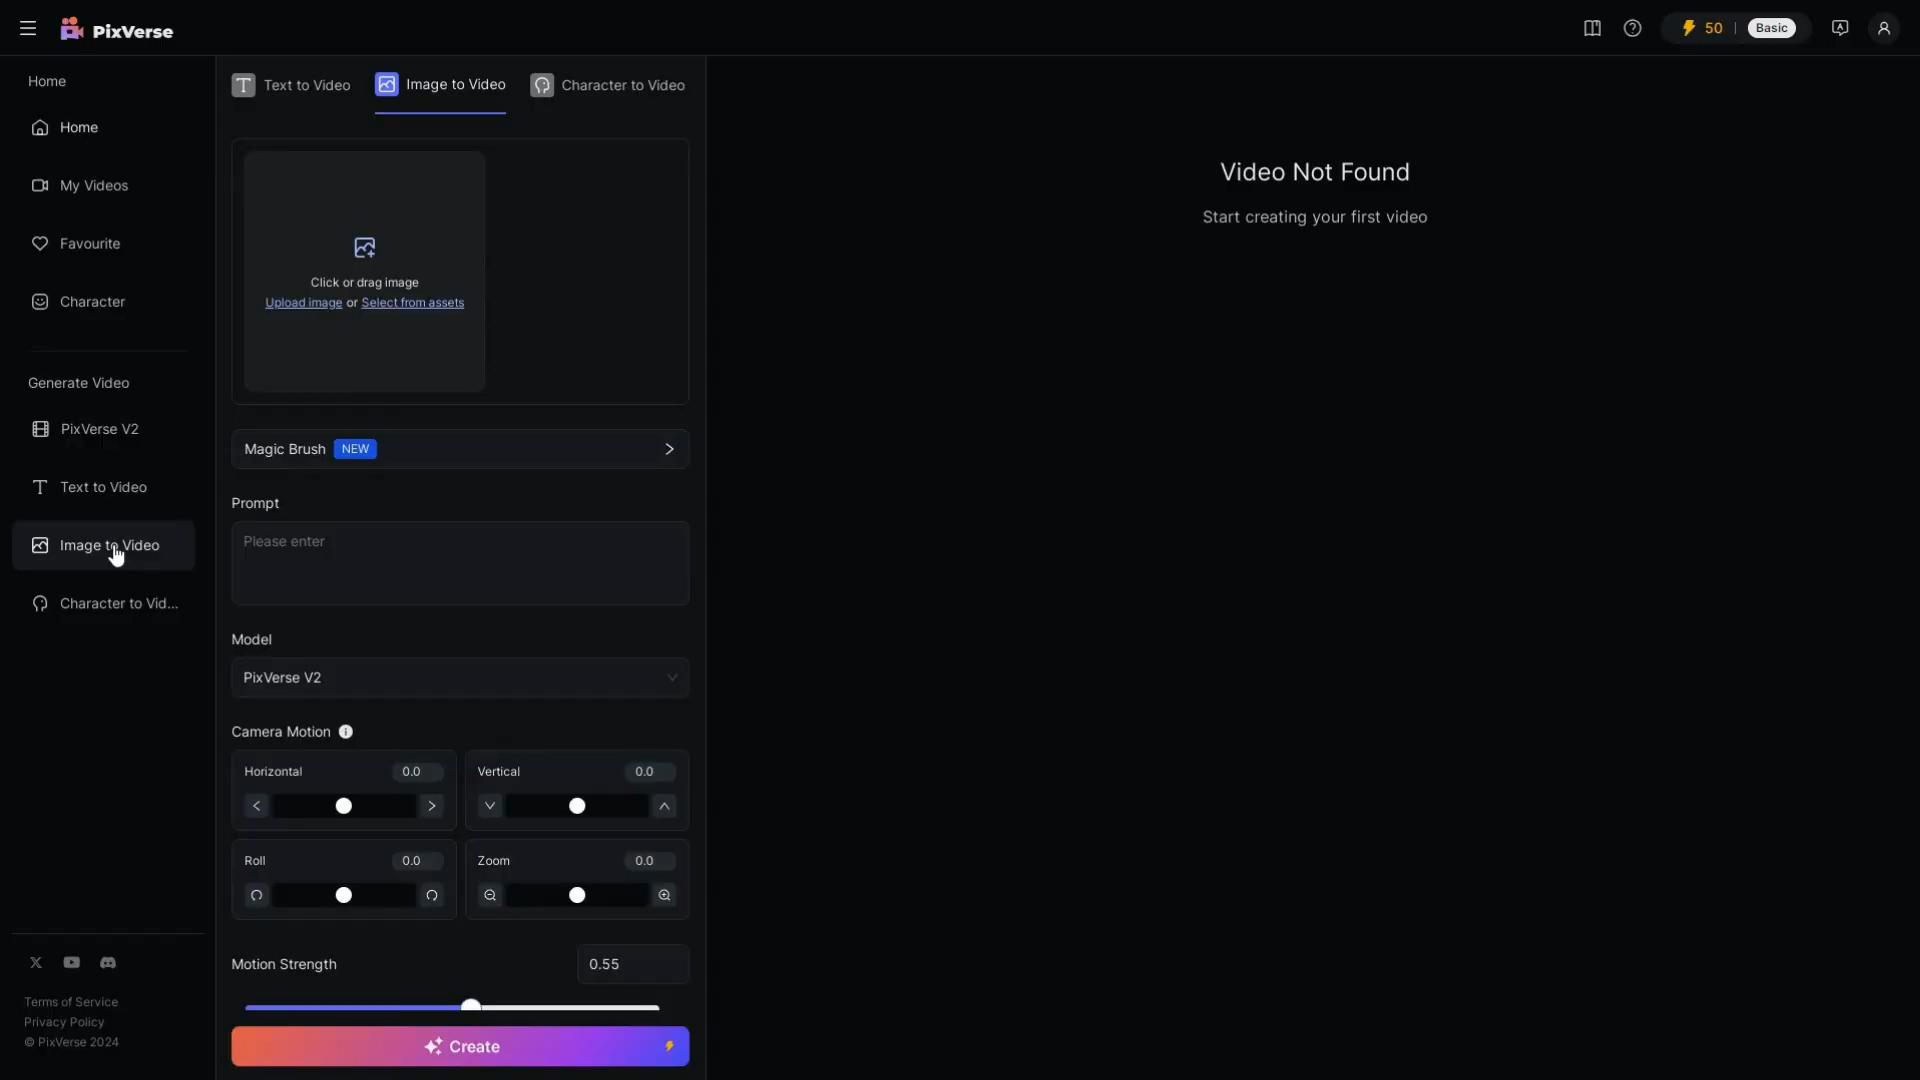 PixVerse
50
Basic
Home
Home
My Videos
Favourite
Character
Generate Video
PixVerse V2
Text to Video
Image to Video
Character to Vid...
Terms of Service
Privacy Policy
© PixVerse 2024
Text to Video
Image to Video
Character to Video
Click or drag image
Upload image or Select from assets
Magic Brush NEW
Prompt
Please enter
Model
PixVerse V2
Camera Motion
Horizontal 0.0
Vertical 0.0
Roll 0.0
Zoom 0.0
Motion Strength 0.55
Create
Video Not Found
Start creating your first video